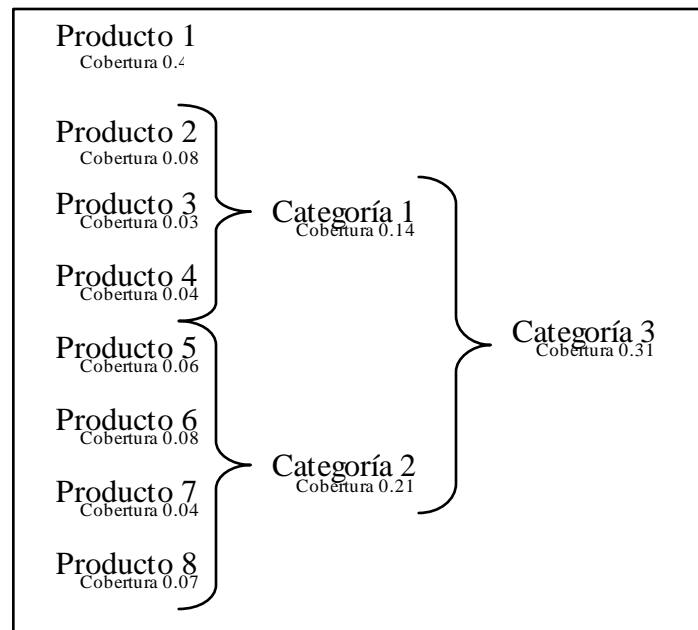 Producto 1
Cobertura 0.4
Producto 2
Cobertura 0.08
Producto 3
Cobertura 0.03
Producto 4
Cobertura 0.04
Producto 5
Cobertura 0.06
Producto 6
Cobertura 0.08
Producto 7
Cobertura 0.04
Producto 8
Cobertura 0.07
Categoría 1
Cobertura 0.14
Categoría 2
Cobertura 0.21
Categoría 3
Cobertura 0.31